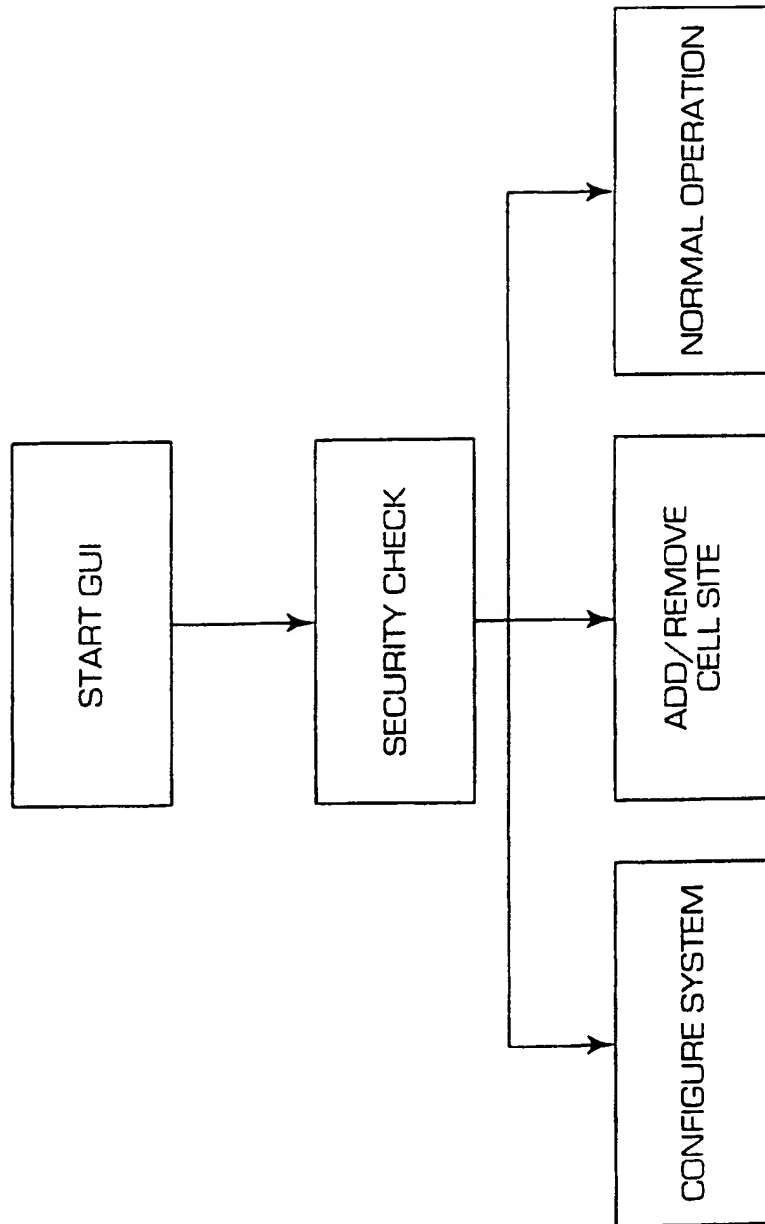 START GUI
SECURITY CHECK
CONFIGURE SYSTEM
ADD/REMOVE
CELL SITE
NORMAL OPERATION